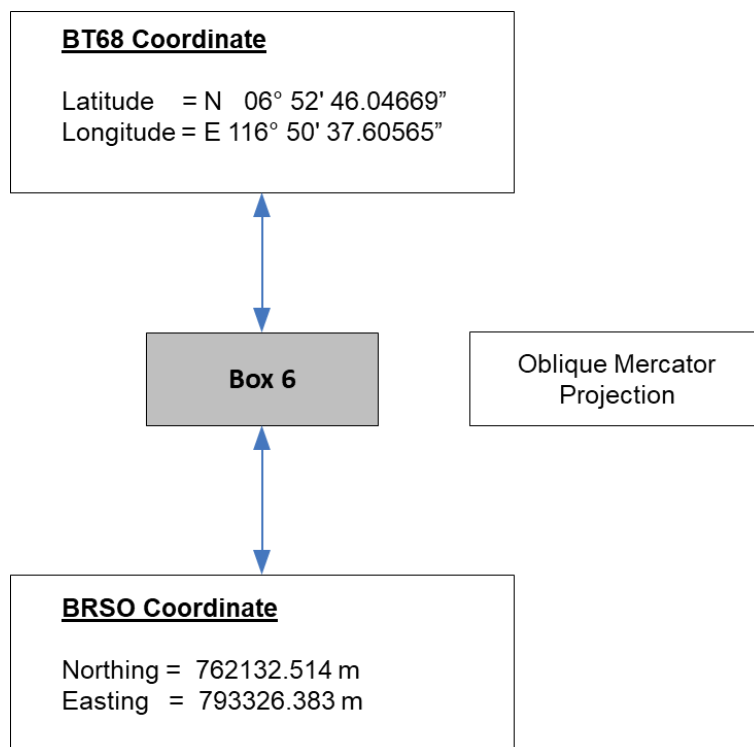 BT68 Coordinate
Latitude = N 06° 52' 46.04669”
Longitude = E 116° 50' 37.60565”
Box 6
Oblique Mercator
Projection
BRSO Coordinate
Northing = 762132.514 m
Easting = 793326.383 m